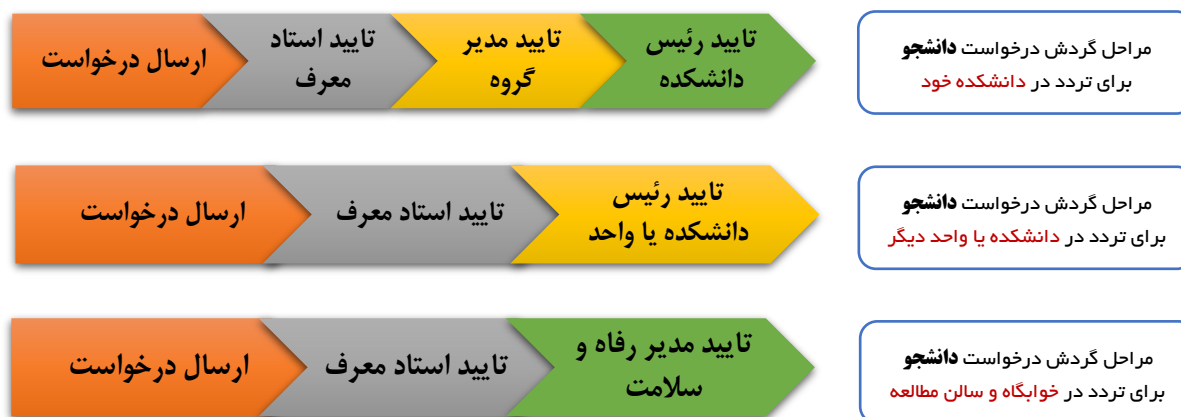 مراحل گردش درخواست دانشجو
برای تردد در دانشکده خود
ارسال درخواست
تایید استاد
معرف
تایید مدیر
گروه
تایید رئیس
دانشکده
مراحل گردش درخواست دانشجو
برای تردد در دانشکده یا واحد دیگر
ارسال درخواست
تایید استاد معرف
تایید رئیس
دانشکده یا واحد
مراحل گردش درخواست دانشجو
برای تردد در خوابگاه و سالن مطالعه
ارسال درخواست
تایید استاد معرف
تایید مدیر رفاه و
سلامت